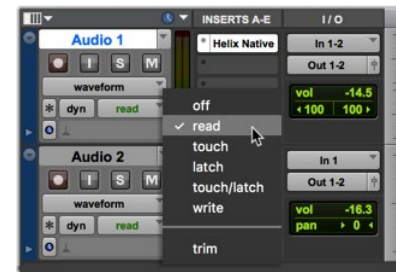 INSERTS A-E I / O
Audio 1
Helix Native In 1-2
I S M Out 1-2
waveform
vol -14.5
dyn read 100 100
off
read
touch
latch
touch/latch
write
trim
Audio 2
In 1
I S M Out 1-2
waveform
vol -16.3
dyn read pan 0